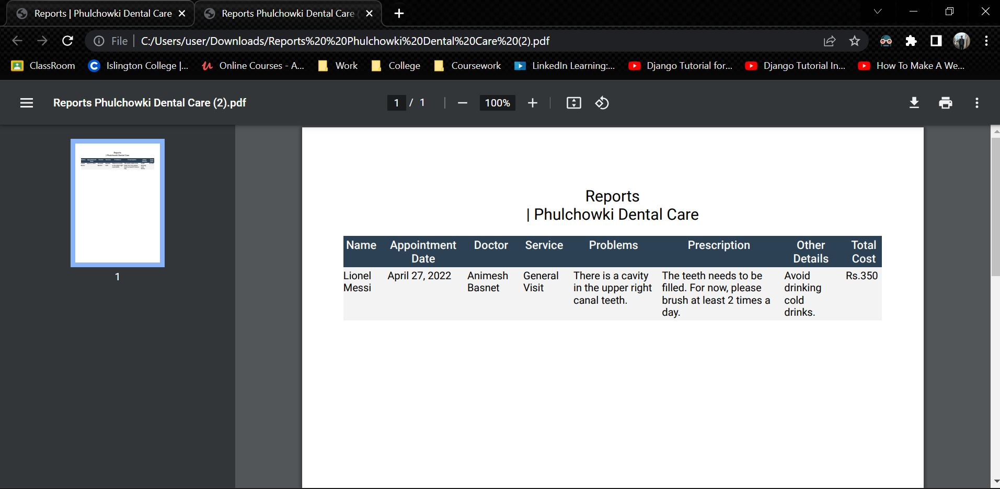 Reports | Phulchowki Dental Care
Reports Phulchowki Dental Care
File
C:/Users/user/Downloads/Reports%20%20Phulchowki%20Dental%20Care%20(2).pdf
ClassRoom
Islington College |...
Online Courses - A...
Work
College
Coursework
LinkedIn Learning:...
Django Tutorial for...
Django Tutorial In...
How To Make A We...
Reports Phulchowki Dental Care (2).pdf
1 / 1
100%
1
Reports
| Phulchowki Dental Care
Name Appointment Doctor Service Problems Prescription Other Total
Date Details Cost
Lionel April 27, 2022 Animesh General There is a cavity The teeth needs to be Avoid Rs.350
Messi Basnet Visit in the upper right filled. For now, please drinking
canal teeth. brush at least 2 times a cold
day. drinks.